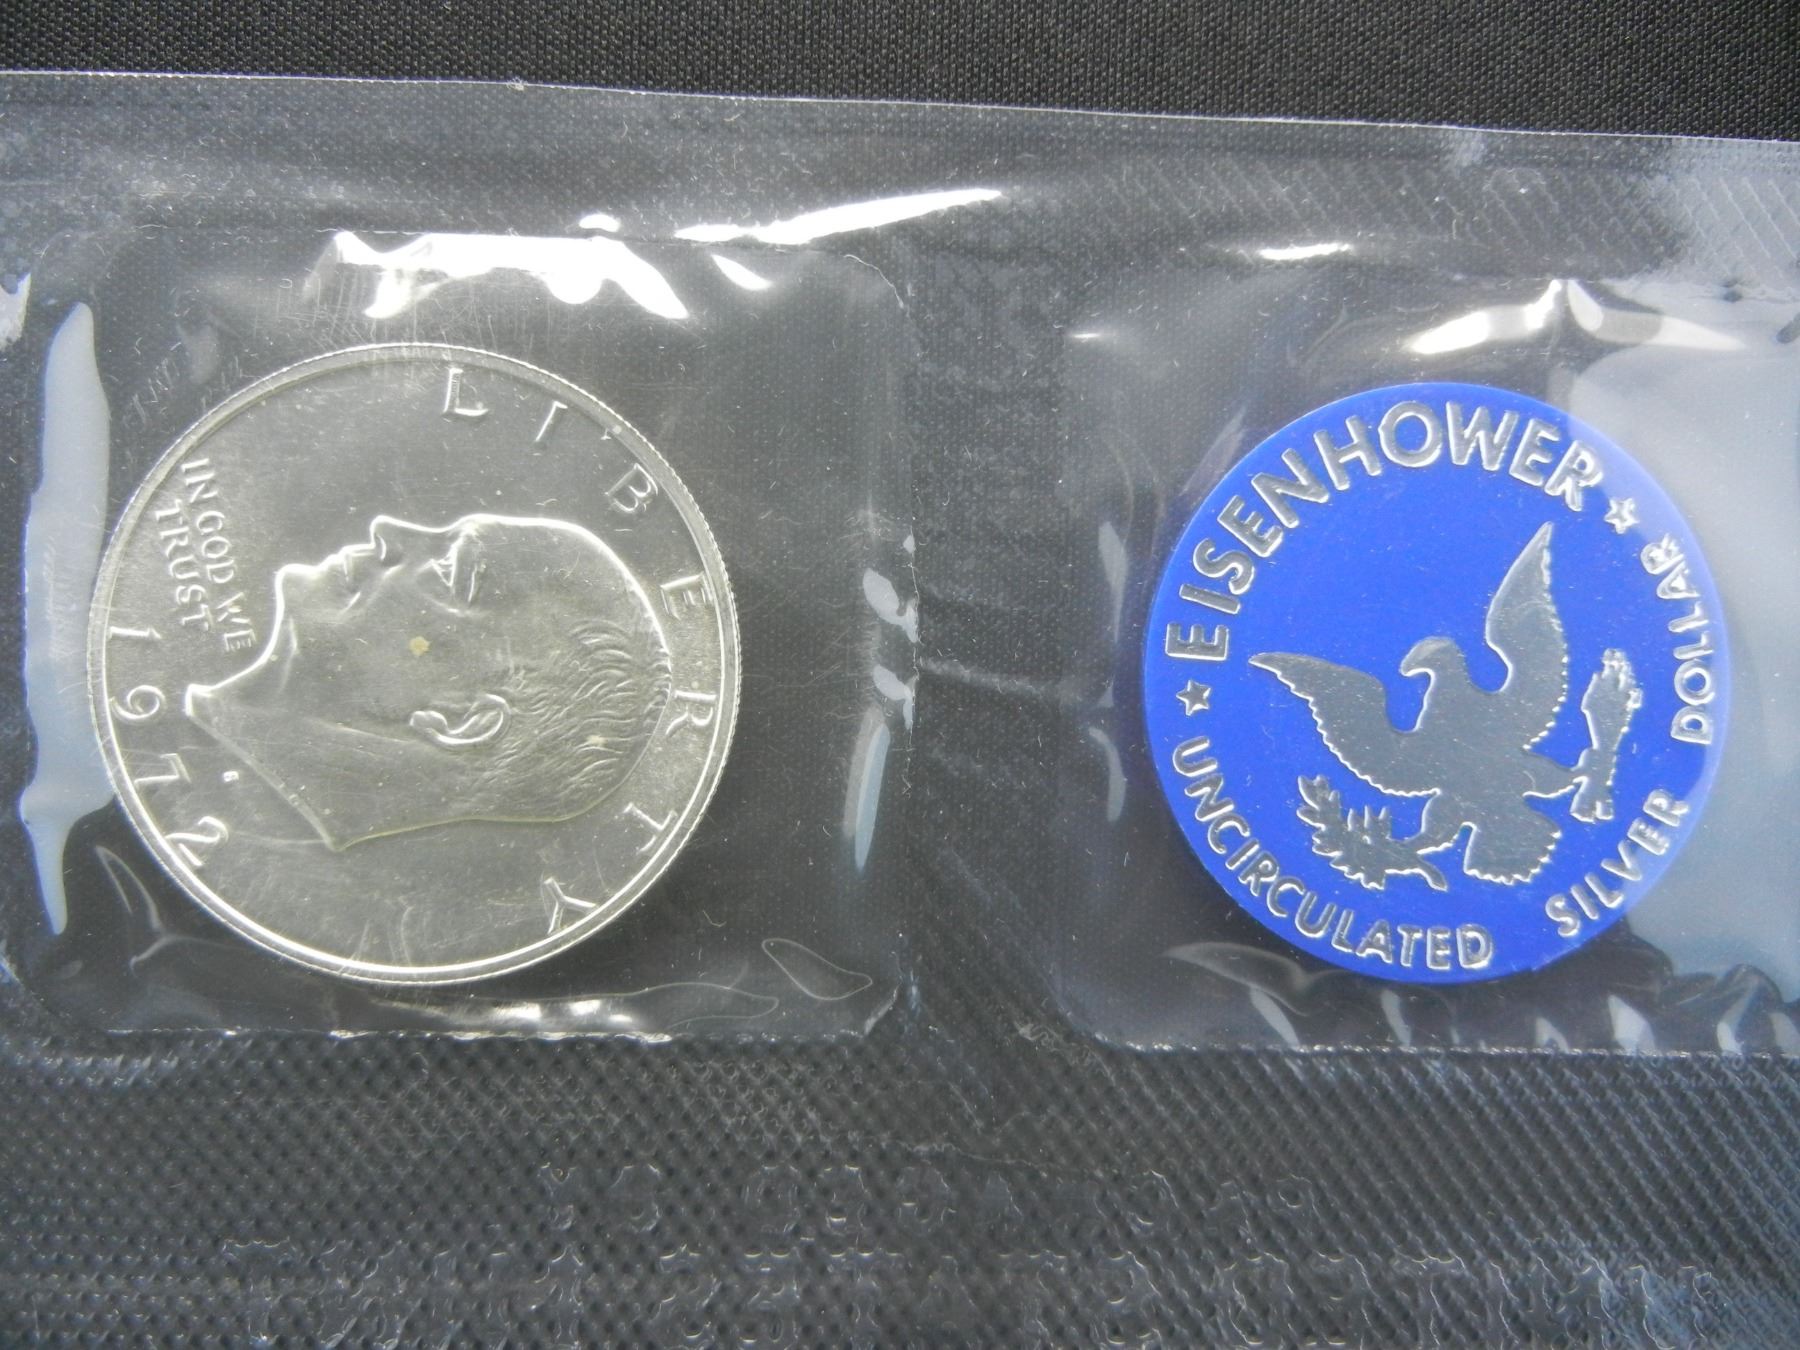 LIBERTY
IN GOD WE
TRUST
1972
S
★ EISENHOWER ★
UNCIRCULATED SILVER DOLLAR